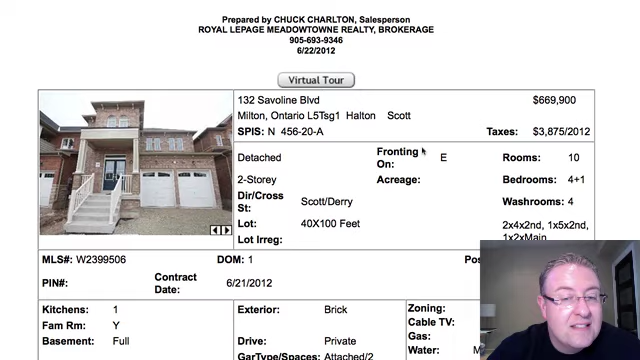 Prepared by CHUCK CHARLTON, Salesperson
ROYAL LEPAGE MEADOWTOWNE REALTY, BROKERAGE
905-693-9346
6/22/2012
Virtual Tour
132 Savoline Blvd $669,900
Milton, Ontario L5Tsg1 Halton Scott
SPIS: N 456-20-A Taxes: $3,875/2012
Detached Fronting On: E Rooms: 10
2-Storey Acreage: Bedrooms: 4+1
Dir/Cross St: Scott/Derry Washrooms: 4
Lot: 40X100 Feet 2x4x2nd, 1x5x2nd,
Lot Irreg: 1x2xMain
MLS#: W2399506 DOM: 1
PIN#: Contract Date: 6/21/2012
Kitchens: 1 Exterior: Brick Zoning:
Fam Rm: Y Cable TV:
Basement: Full Drive: Private Gas:
GarType/Spaces: Attached/2 Water: